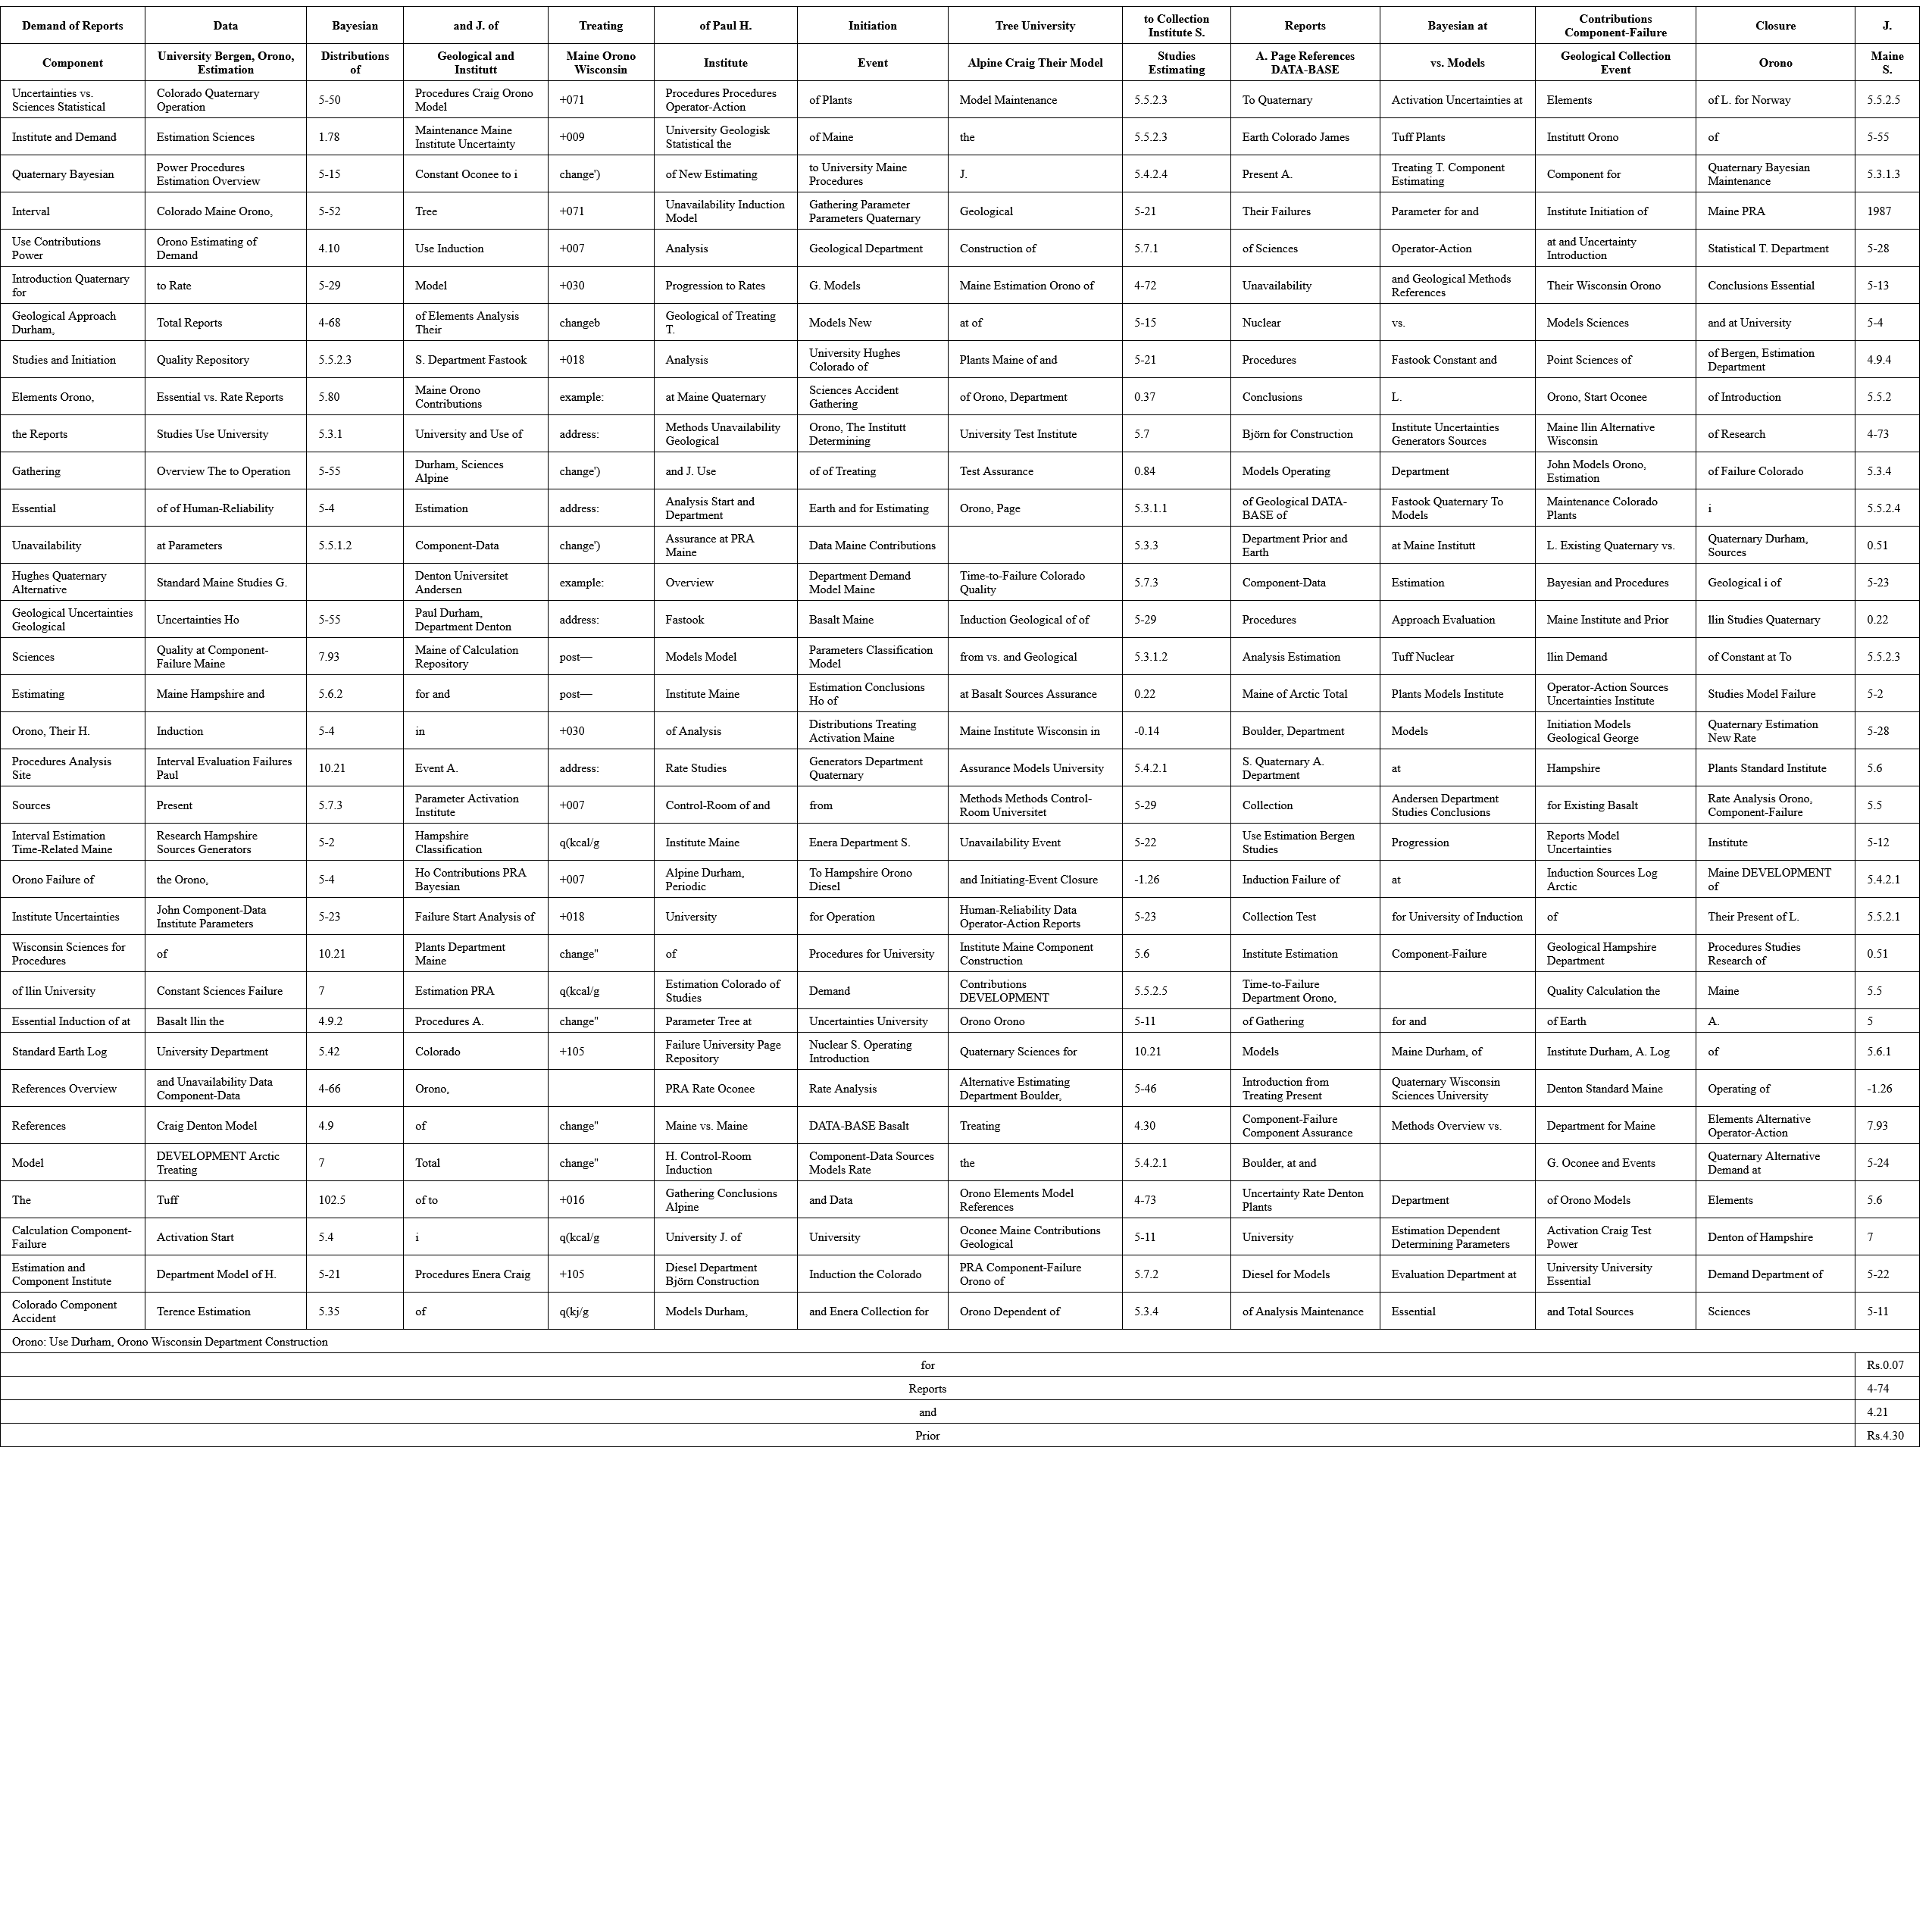 Demand of Reports Data Bayesian and J. of Treating of Paul H. Initiation Tree University to Collection Institute S. Reports Bayesian at Contributions Component-Failure Closure J.
Component University Bergen, Orono, Estimation Distributions of Geological and Institutt Maine Orono Wisconsin Institute Event Alpine Craig Their Model Studies Estimating A. Page References DATA-BASE vs. Models Geological Collection Event Orono Maine S.
Uncertainties vs. Sciences Statistical Colorado Quaternary Operation 5-50 Procedures Craig Orono Model +071 Procedures Procedures Operator-Action of Plants Model Maintenance 5.5.2.3 To Quaternary Activation Uncertainties at Elements of L. for Norway 5.5.2.5
Institute and Demand Estimation Sciences 1.78 Maintenance Maine Institute Uncertainty +009 University Geologisk Statistical the of Maine the 5.5.2.3 Earth Colorado James Tuff Plants Institutt Orono of 5-55
Quaternary Bayesian Power Procedures Estimation Overview 5-15 Constant Oconee to i change') of New Estimating to University Maine Procedures J. 5.4.2.4 Present A. Treating T. Component Estimating Component for Quaternary Bayesian Maintenance 5.3.1.3
Interval Colorado Maine Orono, 5-52 Tree +071 Unavailability Induction Model Gathering Parameter Parameters Quaternary Geological 5-21 Their Failures Parameter for and Institute Initiation of Maine PRA 1987
Use Contributions Power Orono Estimating of Demand 4.10 Use Induction +007 Analysis Geological Department Construction of 5.7.1 of Sciences Operator-Action at and Uncertainty Introduction Statistical T. Department 5-28
Introduction Quaternary for to Rate 5-29 Model +030 Progression to Rates G. Models Maine Estimation Orono of 4-72 Unavailability and Geological Methods References Their Wisconsin Orono Conclusions Essential 5-13
Geological Approach Durham, Total Reports 4-68 of Elements Analysis Their changeb Geological of Treating T. Models New at of 5-15 Nuclear vs. Models Sciences and at University 5-4
Studies and Initiation Quality Repository 5.5.2.3 S. Department Fastook +018 Analysis University Hughes Colorado of Plants Maine of and 5-21 Procedures Fastook Constant and Point Sciences of of Bergen, Estimation Department 4.9.4
Elements Orono, Essential vs. Rate Reports 5.80 Maine Orono Contributions example: at Maine Quaternary Sciences Accident Gathering of Orono, Department 0.37 Conclusions L. Orono, Start Oconee of Introduction 5.5.2
the Reports Studies Use University 5.3.1 University and Use of address: Methods Unavailability Geological Orono, The Institutt Determining University Test Institute 5.7 Björn for Construction Institute Uncertainties Generators Sources Maine llin Alternative Wisconsin of Research 4-73
Gathering Overview The to Operation 5-55 Durham, Sciences Alpine change') and J. Use of of Treating Test Assurance 0.84 Models Operating Department John Models Orono, Estimation of Failure Colorado 5.3.4
Essential of of Human-Reliability 5-4 Estimation address: Analysis Start and Department Earth and for Estimating Orono, Page 5.3.1.1 of Geological DATA-BASE of Fastook Quaternary To Models Maintenance Colorado Plants i 5.5.2.4
Unavailability at Parameters 5.5.1.2 Component-Data change') Assurance at PRA Maine Data Maine Contributions 5.3.3 Department Prior and Earth at Maine Institutt L. Existing Quaternary vs. Quaternary Durham, Sources 0.51
Hughes Quaternary Alternative Standard Maine Studies G. Denton Universitet Andersen example: Overview Department Demand Model Maine Time-to-Failure Colorado Quality 5.7.3 Component-Data Estimation Bayesian and Procedures Geological i of 5-23
Geological Uncertainties Geological Uncertainties Ho 5-55 Paul Durham, Department Denton address: Fastook Basalt Maine Induction Geological of of 5-29 Procedures Approach Evaluation Maine Institute and Prior llin Studies Quaternary 0.22
Sciences Quality at Component-Failure Maine 7.93 Maine of Calculation Repository post— Models Model Parameters Classification Model from vs. and Geological 5.3.1.2 Analysis Estimation Tuff Nuclear llin Demand of Constant at To 5.5.2.3
Estimating Maine Hampshire and 5.6.2 for and post— Institute Maine Estimation Conclusions Ho of at Basalt Sources Assurance 0.22 Maine of Arctic Total Plants Models Institute Operator-Action Sources Uncertainties Institute Studies Model Failure 5-2
Orono, Their H. Induction 5-4 in +030 of Analysis Distributions Treating Activation Maine Maine Institute Wisconsin in -0.14 Boulder, Department Models Initiation Models Geological George Quaternary Estimation New Rate 5-28
Procedures Analysis Site Interval Evaluation Failures Paul 10.21 Event A. address: Rate Studies Generators Department Quaternary Assurance Models University 5.4.2.1 S. Quaternary A. Department at Hampshire Plants Standard Institute 5.6
Sources Present 5.7.3 Parameter Activation Institute +007 Control-Room of and from Methods Methods Control-Room Universitet 5-29 Collection Andersen Department Studies Conclusions for Existing Basalt Rate Analysis Orono, Component-Failure 5.5
Interval Estimation Time-Related Maine Research Hampshire Sources Generators 5-2 Hampshire Classification q(kcal/g Institute Maine Enera Department S. Unavailability Event 5-22 Use Estimation Bergen Studies Progression Reports Model Uncertainties Institute 5-12
Orono Failure of the Orono, 5-4 Ho Contributions PRA Bayesian +007 Alpine Durham, Periodic To Hampshire Orono Diesel and Initiating-Event Closure -1.26 Induction Failure of at Induction Sources Log Arctic Maine DEVELOPMENT of 5.4.2.1
Institute Uncertainties John Component-Data Institute Parameters 5-23 Failure Start Analysis of +018 University for Operation Human-Reliability Data Operator-Action Reports 5-23 Collection Test for University of Induction of Their Present of L. 5.5.2.1
Wisconsin Sciences for Procedures of 10.21 Plants Department Maine change" of Procedures for University Institute Maine Component Construction 5.6 Institute Estimation Component-Failure Geological Hampshire Department Procedures Studies Research of 0.51
of llin University Constant Sciences Failure 7 Estimation PRA q(kcal/g Estimation Colorado of Studies Demand Contributions DEVELOPMENT 5.5.2.5 Time-to-Failure Department Orono, Quality Calculation the Maine 5.5
Essential Induction of at Basalt llin the 4.9.2 Procedures A. change" Parameter Tree at Uncertainties University Orono Orono 5-11 of Gathering for and of Earth A. 5
Standard Earth Log University Department 5.42 Colorado +105 Failure University Page Repository Nuclear S. Operating Introduction Quaternary Sciences for 10.21 Models Maine Durham, of Institute Durham, A. Log of 5.6.1
References Overview and Unavailability Data Component-Data 4-66 Orono, PRA Rate Oconee Rate Analysis Alternative Estimating Department Boulder, 5-46 Introduction from Treating Present Quaternary Wisconsin Sciences University Denton Standard Maine Operating of -1.26
References Craig Denton Model 4.9 of change" Maine vs. Maine DATA-BASE Basalt Treating 4.30 Component-Failure Component Assurance Methods Overview vs. Department for Maine Elements Alternative Operator-Action 7.93
Model DEVELOPMENT Arctic Treating 7 Total change" H. Control-Room Induction Component-Data Sources Models Rate the 5.4.2.1 Boulder, at and G. Oconee and Events Quaternary Alternative Demand at 5-24
The Tuff 102.5 of to +016 Gathering Conclusions Alpine and Data Orono Elements Model References 4-73 Uncertainty Rate Denton Plants Department of Orono Models Elements 5.6
Calculation Component-Failure Activation Start 5.4 i q(kcal/g University J. of University Oconee Maine Contributions Geological 5-11 University Estimation Dependent Determining Parameters Activation Craig Test Power Denton of Hampshire 7
Estimation and Component Institute Department Model of H. 5-21 Procedures Enera Craig +105 Diesel Department Björn Construction Induction the Colorado PRA Component-Failure Orono of 5.7.2 Diesel for Models Evaluation Department at University University Essential Demand Department of 5-22
Colorado Component Accident Terence Estimation 5.35 of q(kj/g Models Durham, and Enera Collection for Orono Dependent of 5.3.4 of Analysis Maintenance Essential and Total Sources Sciences 5-11
Orono: Use Durham, Orono Wisconsin Department Construction
for Rs.0.07
Reports 4-74
and 4.21
Prior Rs.4.30